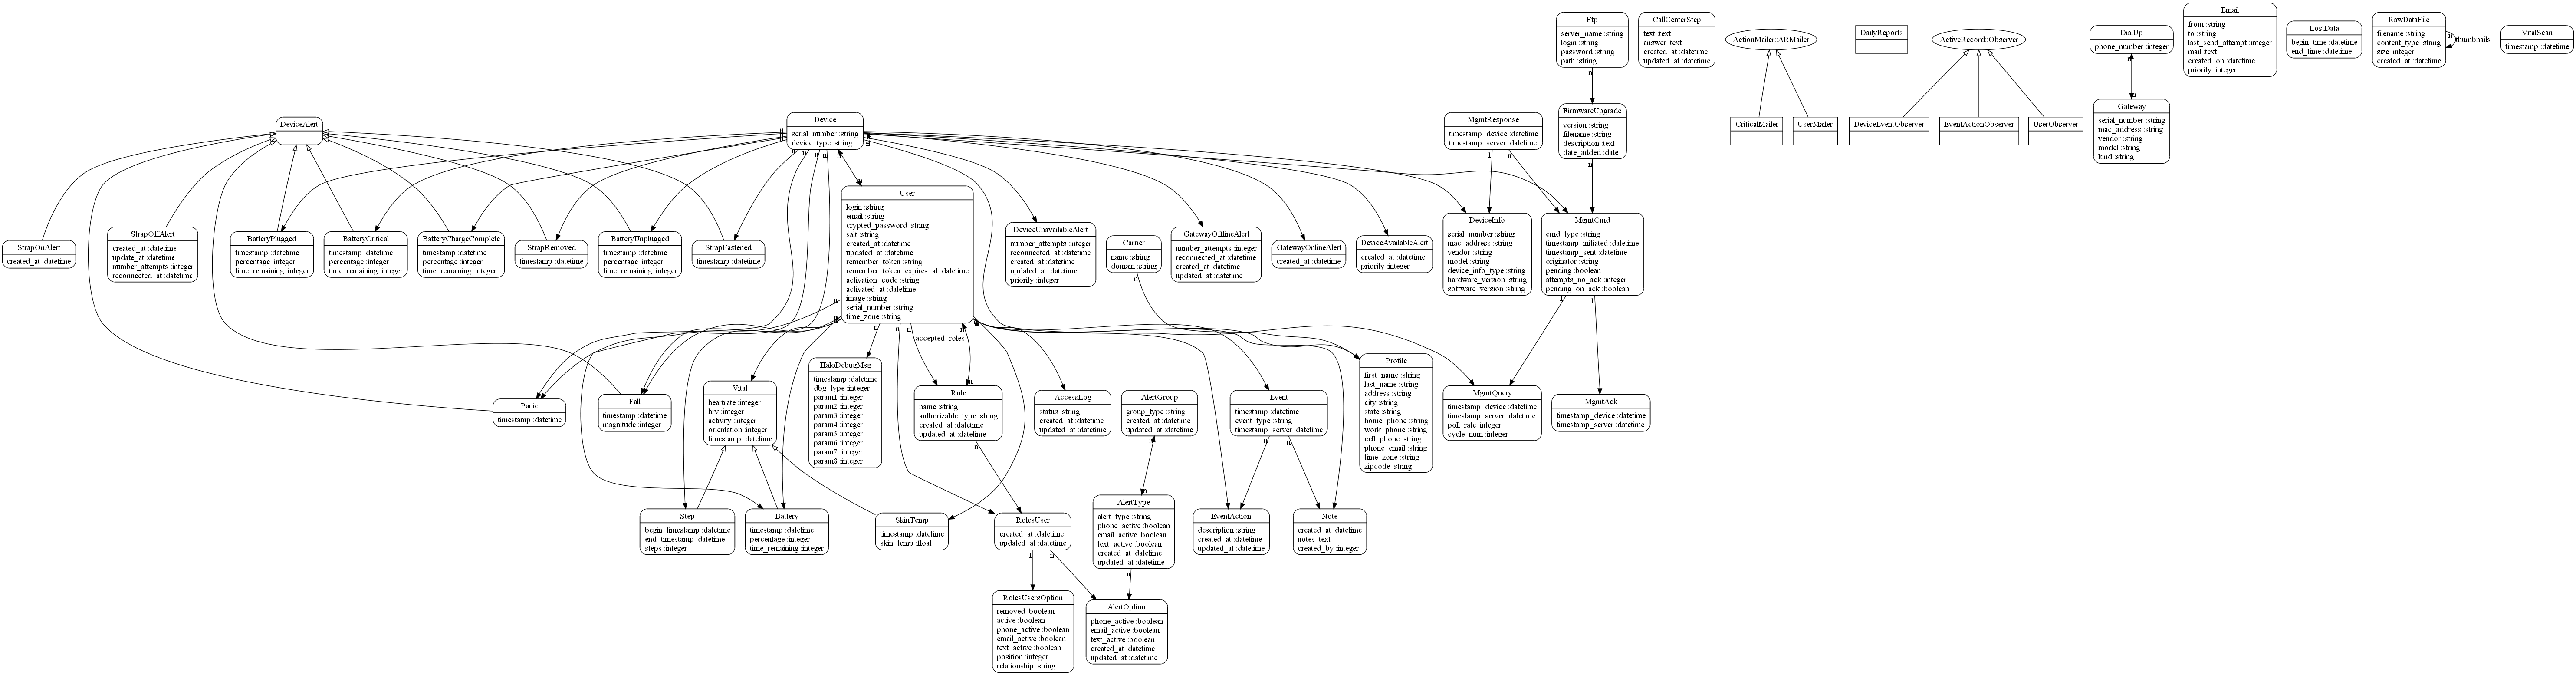 Ftp
server_name :string
login :string
password :string
path :string
CallCenterStep
text :text
answer :text
created_at :datetime
updated_at :datetime
ActionMailer::ARMailer
DailyReports
ActiveRecord::Observer
DialUp
phone_number :integer
Email
from :string
to :string
last_send_attempt :integer
mail :text
created_on :datetime
priority :integer
LostData
begin_time :datetime
end_time :datetime
RawDataFile
filename :string
content_type :string
size :integer
created_at :datetime
n
thumbnails
VitalScan
timestamp :datetime
DeviceAlert
Device
serial_number :string
device_type :string
MgmtResponse
timestamp_device :datetime
timestamp_server :datetime
FirmwareUpgrade
version :string
filename :string
description :text
date_added :date
CriticalMailer
UserMailer
DeviceEventObserver
EventActionObserver
UserObserver
Gateway
serial_number :string
mac_address :string
vendor :string
model :string
kind :string
StrapOnAlert
created_at :datetime
StrapOffAlert
created_at :datetime
update_at :datetime
number_attempts :integer
reconnected_at :datetime
BatteryPlugged
timestamp :datetime
percentage :integer
time_remaining :integer
BatteryCritical
timestamp :datetime
percentage :integer
time_remaining :integer
BatteryChargeComplete
timestamp :datetime
percentage :integer
time_remaining :integer
StrapRemoved
timestamp :datetime
BatteryUnplugged
timestamp :datetime
percentage :integer
time_remaining :integer
StrapFastened
timestamp :datetime
User
login :string
email :string
crypted_password :string
salt :string
created_at :datetime
updated_at :datetime
remember_token :string
remember_token_expires_at :datetime
activation_code :string
activated_at :datetime
image :string
serial_number :string
time_zone :string
DeviceUnavailableAlert
number_attempts :integer
reconnected_at :datetime
created_at :datetime
updated_at :datetime
priority :integer
Carrier
name :string
domain :string
GatewayOfflineAlert
number_attempts :integer
reconnected_at :datetime
created_at :datetime
updated_at :datetime
GatewayOnlineAlert
created_at :datetime
DeviceAvailableAlert
created_at :datetime
priority :integer
DeviceInfo
serial_number :string
mac_address :string
vendor :string
model :string
device_info_type :string
hardware_version :string
software_version :string
MgmtCmd
cmd_type :string
timestamp_initiated :datetime
timestamp_sent :datetime
originator :string
pending :boolean
attempts_no_ack :integer
pending_on_ack :boolean
accepted_roles
Panic
timestamp :datetime
Fall
timestamp :datetime
magnitude :integer
Vital
heartrate :integer
hrv :integer
activity :integer
orientation :integer
timestamp :datetime
HaloDebugMsg
timestamp :datetime
dbg_type :integer
param1 :integer
param2 :integer
param3 :integer
param4 :integer
param5 :integer
param6 :integer
param7 :integer
param8 :integer
Role
name :string
authorizable_type :string
created_at :datetime
updated_at :datetime
AccessLog
status :string
created_at :datetime
updated_at :datetime
AlertGroup
group_type :string
created_at :datetime
updated_at :datetime
Event
timestamp :datetime
event_type :string
timestamp_server :datetime
Profile
first_name :string
last_name :string
address :string
city :string
state :string
home_phone :string
work_phone :string
cell_phone :string
phone_email :string
time_zone :string
zipcode :string
MgmtQuery
timestamp_device :datetime
timestamp_server :datetime
poll_rate :integer
cycle_num :integer
MgmtAck
timestamp_device :datetime
timestamp_server :datetime
Step
begin_timestamp :datetime
end_timestamp :datetime
steps :integer
Battery
timestamp :datetime
percentage :integer
time_remaining :integer
SkinTemp
timestamp :datetime
skin_temp :float
RolesUser
created_at :datetime
updated_at :datetime
AlertType
alert_type :string
phone_active :boolean
email_active :boolean
text_active :boolean
created_at :datetime
updated_at :datetime
EventAction
description :string
created_at :datetime
updated_at :datetime
Note
created_at :datetime
notes :text
created_by :integer
RolesUsersOption
removed :boolean
active :boolean
phone_active :boolean
email_active :boolean
text_active :boolean
position :integer
relationship :string
AlertOption
phone_active :boolean
email_active :boolean
text_active :boolean
created_at :datetime
updated_at :datetime